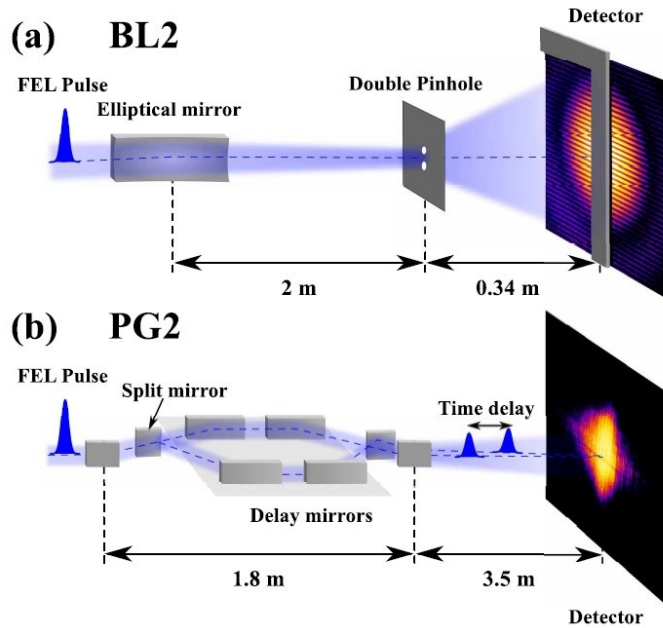 (a) BL2
Detector
FEL Pulse
Elliptical mirror
Double Pinhole
2 m
0.34 m
(b) PG2
FEL Pulse
Split mirror
Time delay
Delay mirrors
1.8 m
3.5 m
Detector